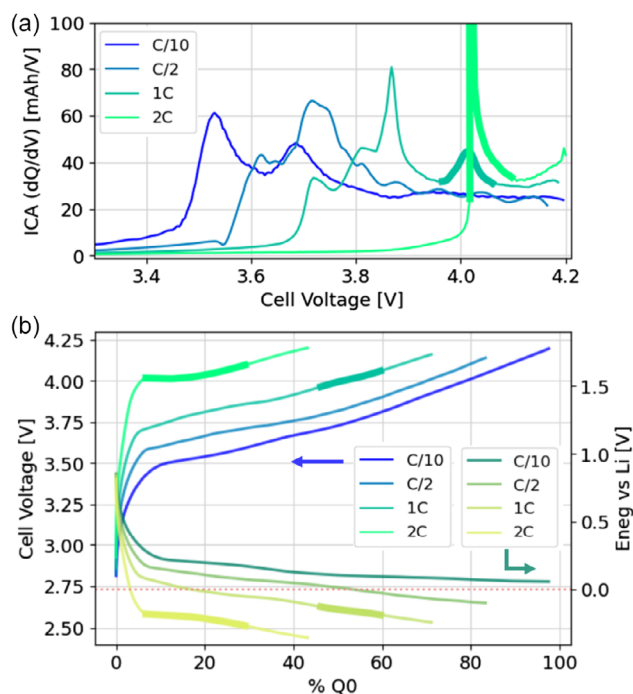 (a)
100
80
60
40
20
0
ICA (dQ/dv) [mAh/V]
C/10
C/2
1C
2C
3.4
3.6
3.8
4.0
4.2
Cell Voltage [V]
(b)
4.25
4.00
3.75
3.50
3.25
3.00
2.75
2.50
Cell Voltage [V]
C/10
C/2
1C
2C
C/10
C/2
1C
2C
1.5
1.0
0.5
0.0
Eneg vs Li [V]
0
20
40
60
80
100
% Q0